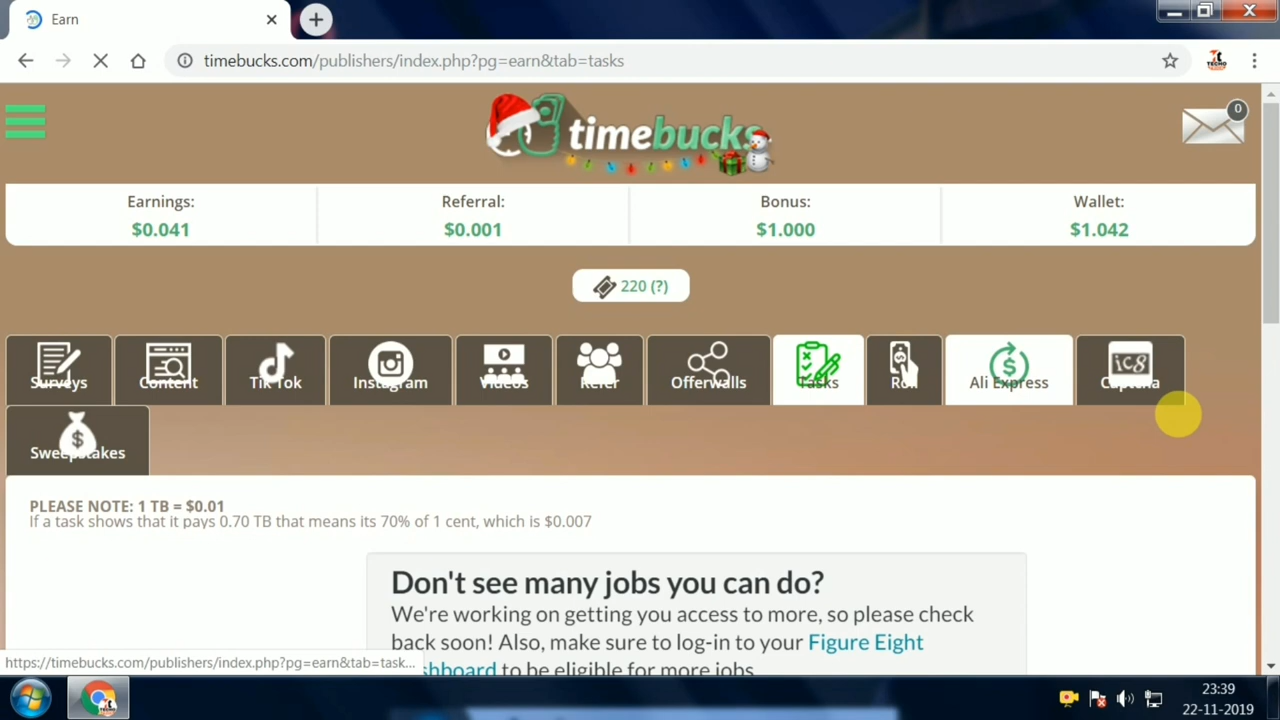 Earn
timebucks.com/publishers/index.php?pg=earn&tab=tasks
timebucks
0
Earnings:
$0.041
Referral:
$0.001
Bonus:
$1.000
Wallet:
$1.042
220 (?)
Surveys
Content
Tik Tok
Instagram
Videos
Refer
Offerwalls
Tasks
Roll
Ali Express
Captcha
Sweepstakes
PLEASE NOTE: 1 TB = $0.01
If a task shows that it pays 0.70 TB that means its 70% of 1 cent, which is $0.007
Don't see many jobs you can do?
We're working on getting you access to more, so please check
back soon! Also, make sure to log-in to your Figure Eight
shboard to be eligible for more jobs
https://timebucks.com/publishers/index.php?pg=earn&tab=task...
23:39
22-11-2019